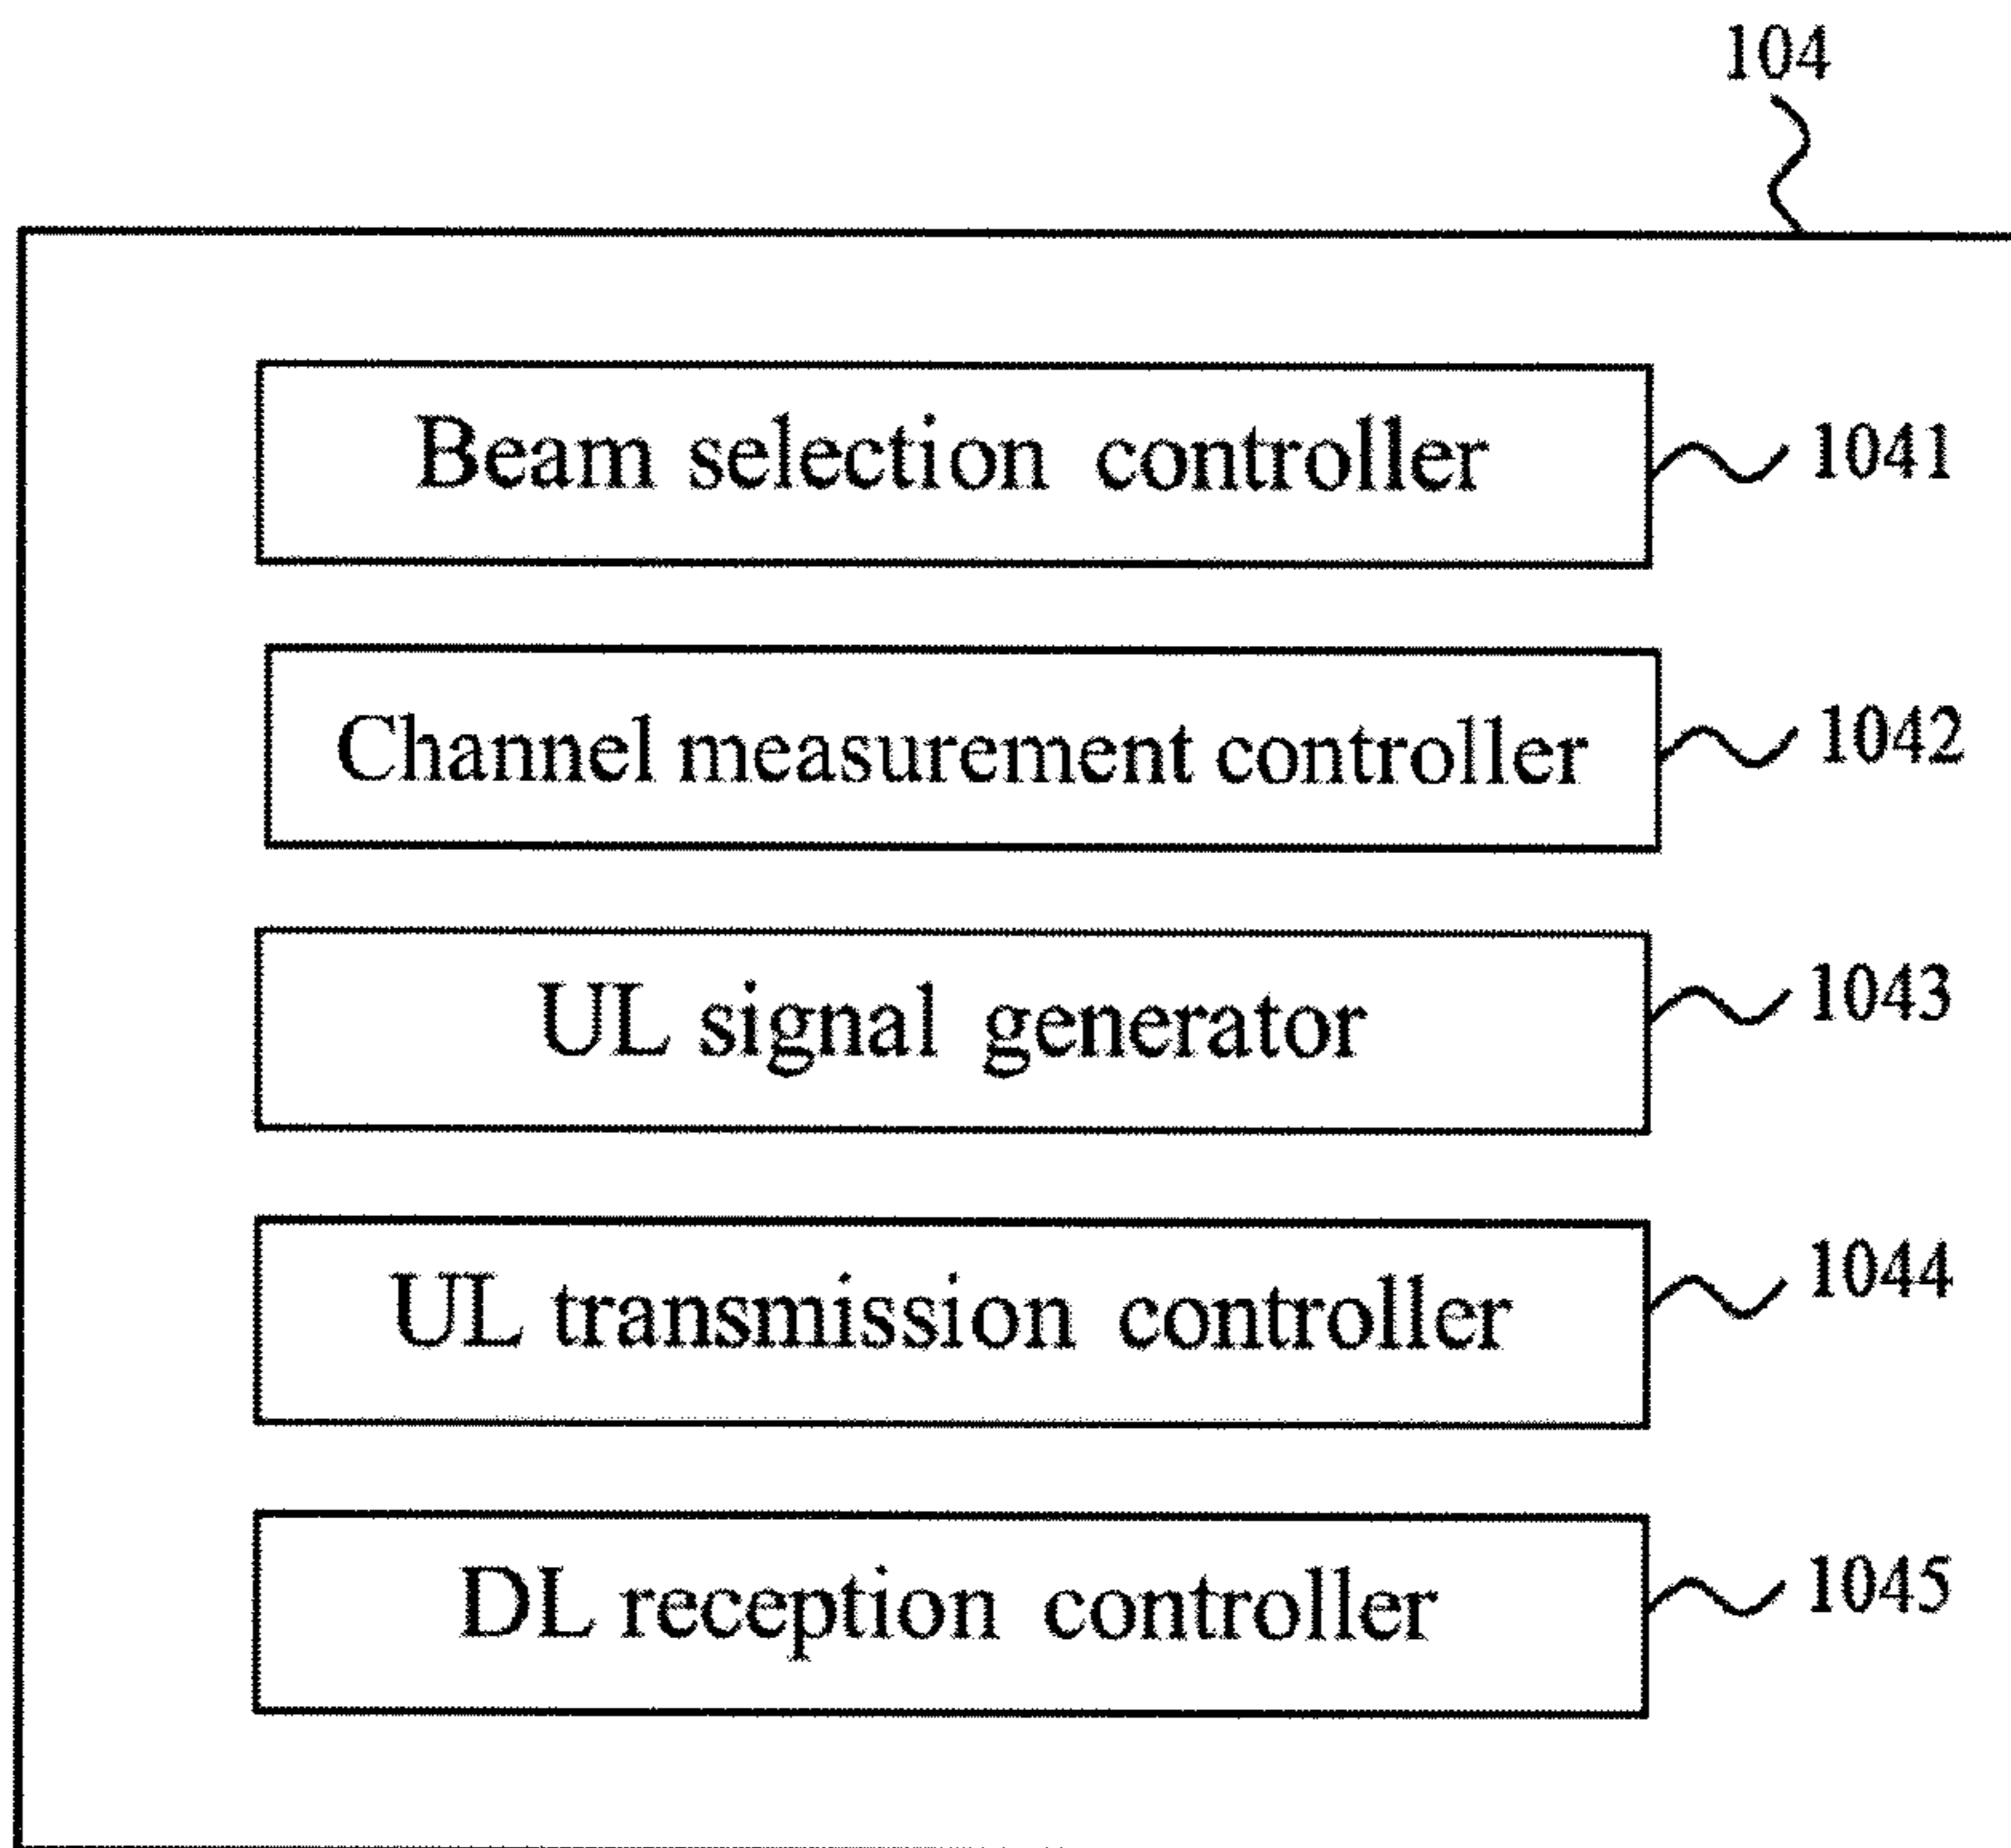 104
Beam selection controller 1041
Channel measurement controller 1042
UL signal generator 1043
UL transmission controller 1044
DL reception controller 1045